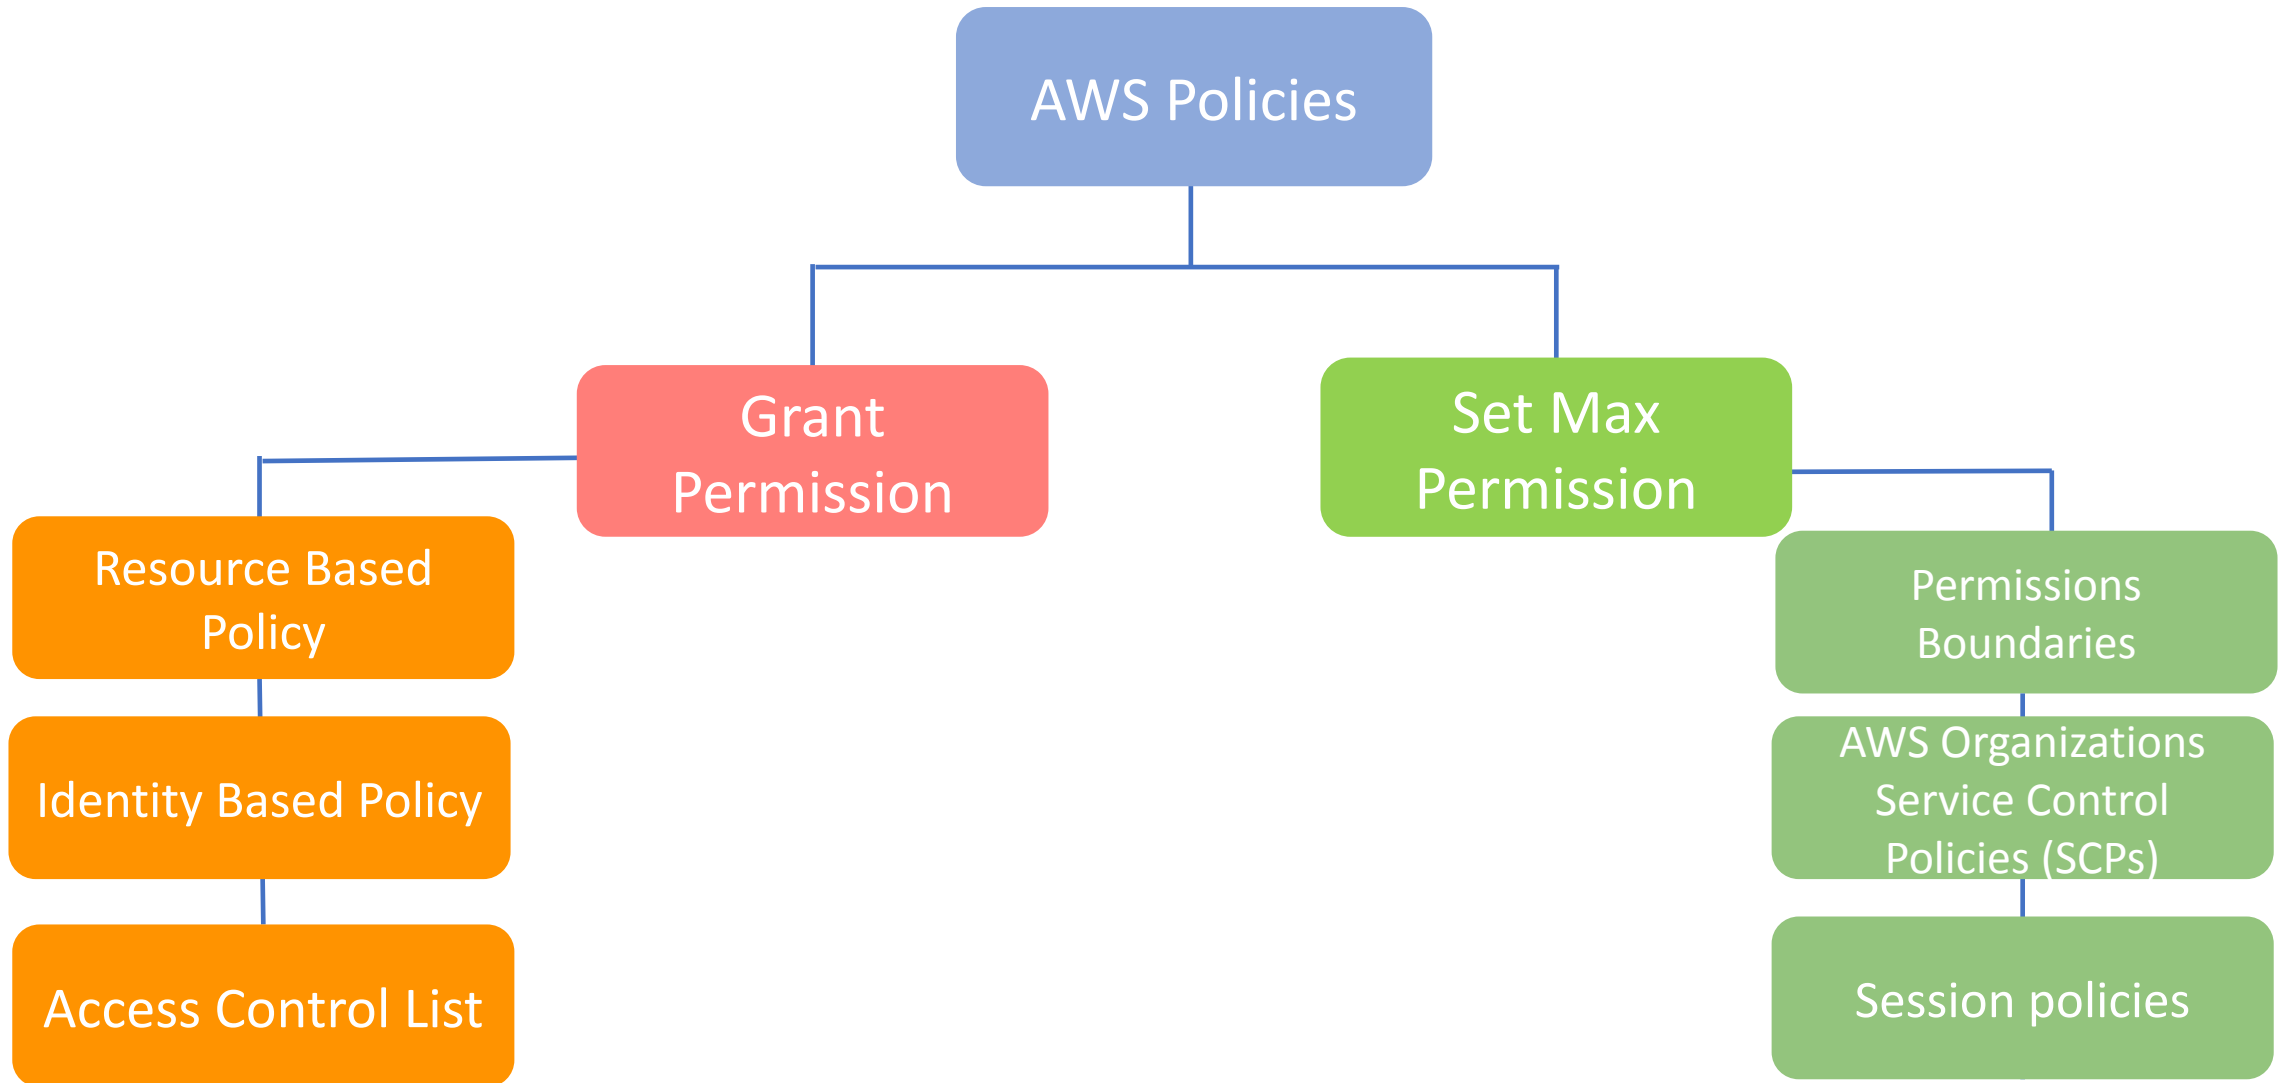 AWS Policies
Grant
Permission
Set Max
Permission
Resource Based
Policy
Identity Based Policy
Access Control List
Permissions
Boundaries
AWS Organizations
Service Control
Policies (SCPs)
Session policies